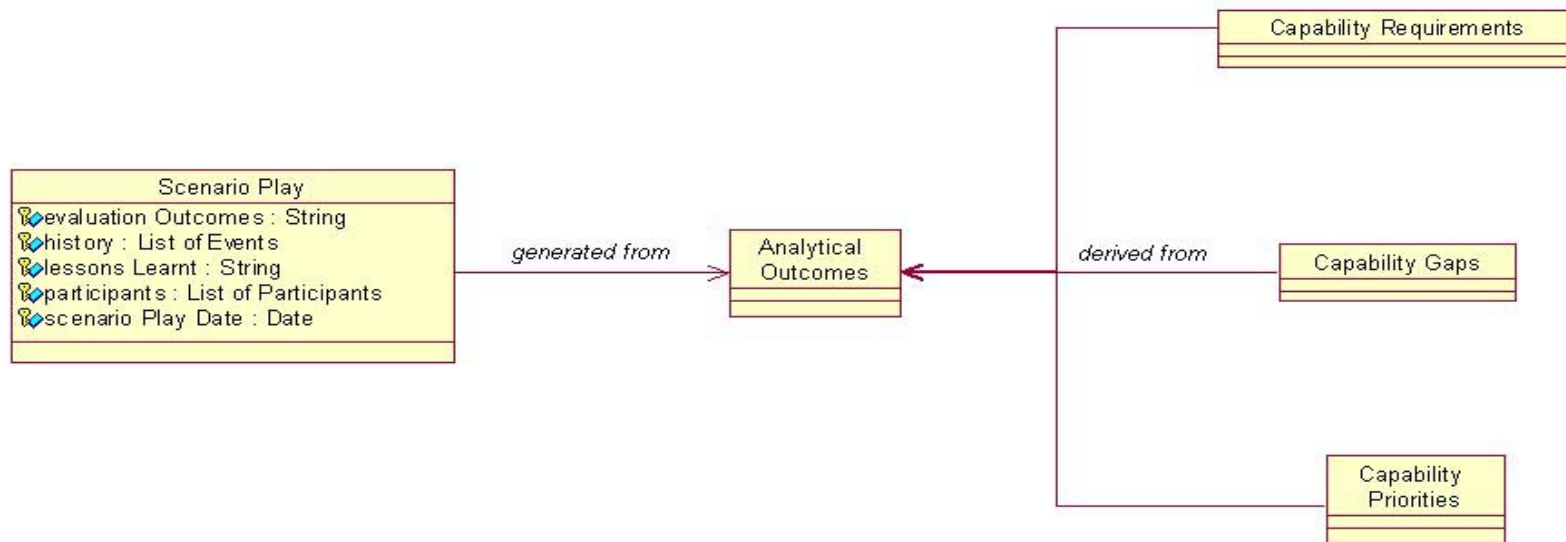 Capability Requirements
Scenario Play
evaluation Outcomes : String
history : List of Events
lessons Learnt : String
participants : List of Participants
scenario Play Date : Date
generated from
Analytical
Outcomes
derived from
Capability Gaps
Capability
Priorities